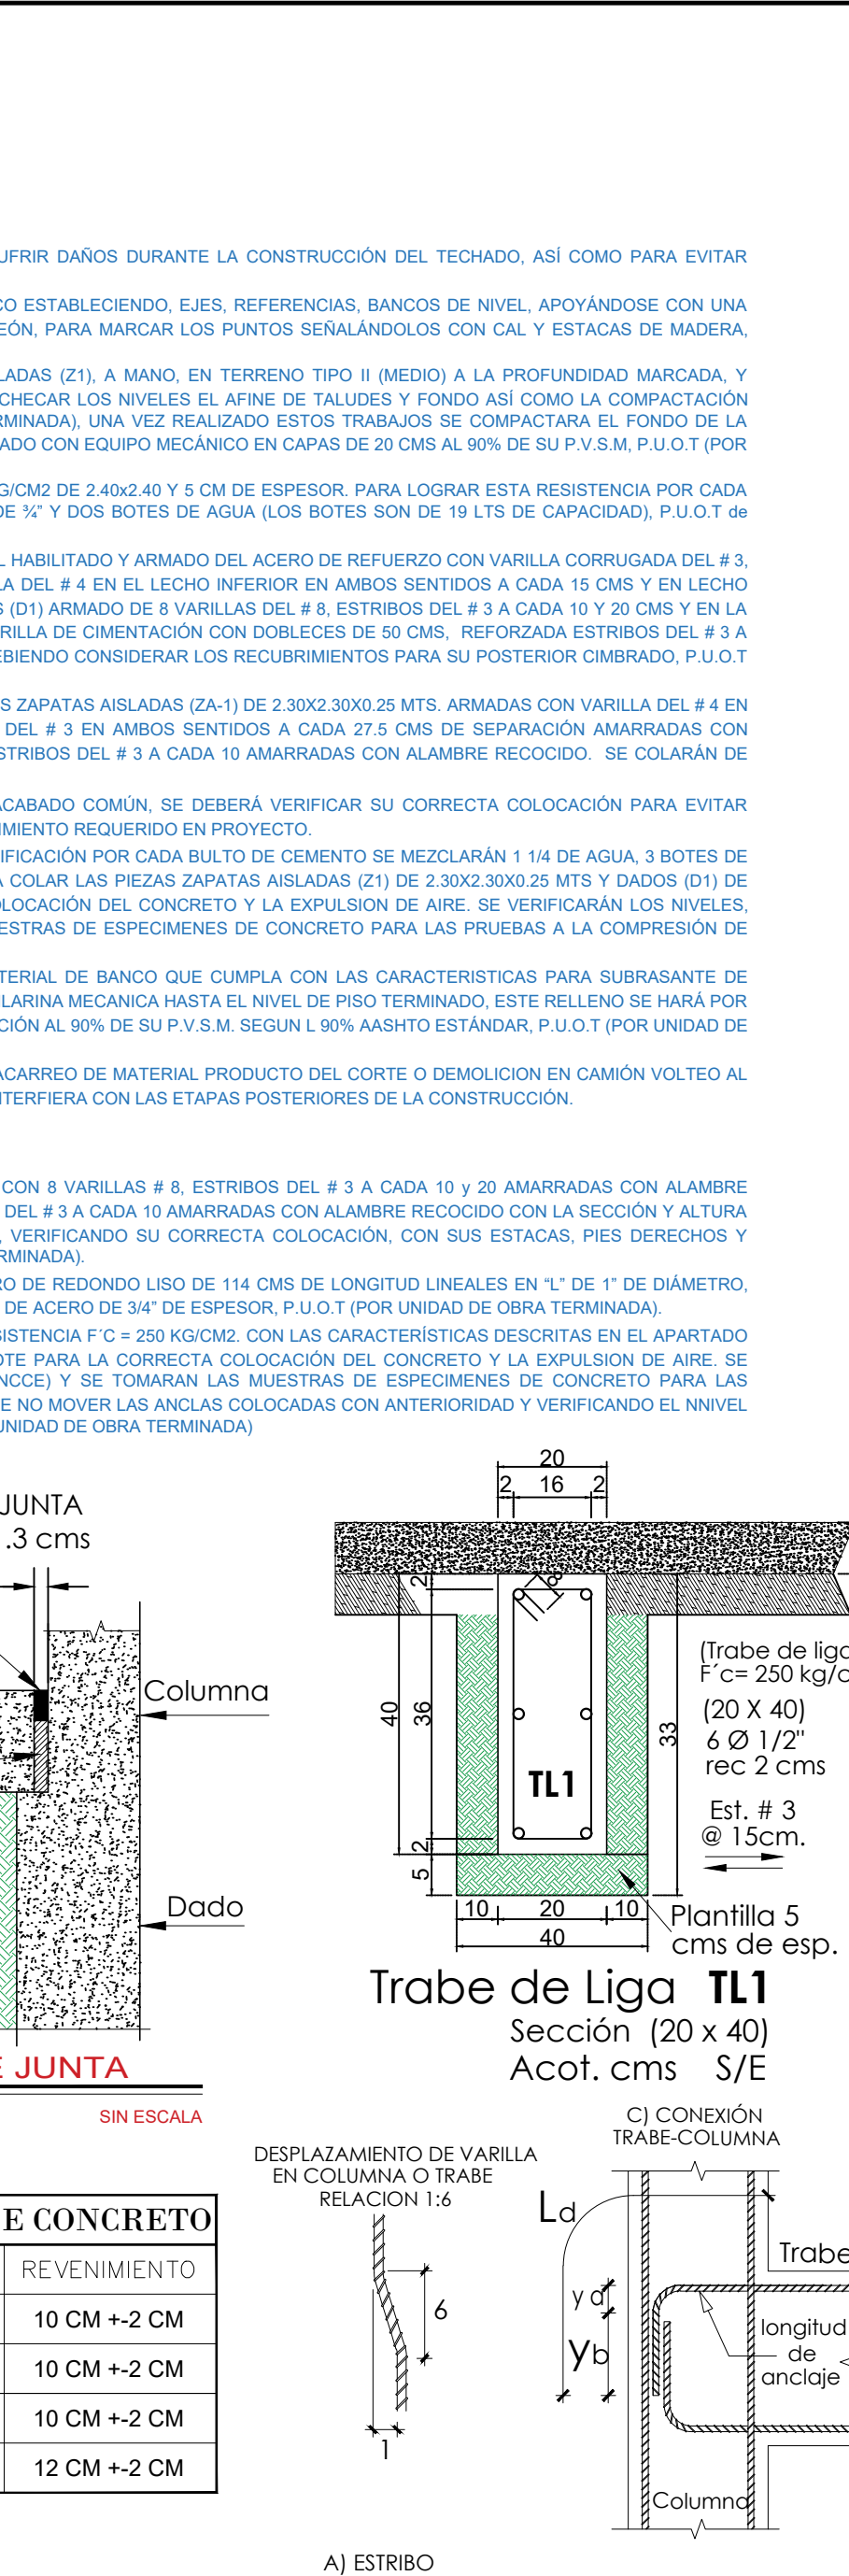 UFRIR DAÑOS DURANTE LA CONSTRUCCIÓN DEL TECHADO, ASÍ COMO PARA EVITAR
CO ESTABLECIENDO, EJES, REFERENCIAS, BANCOS DE NIVEL, APOYÁNDOSE CON UNA
EÓN, PARA MARCAR LOS PUNTOS SEÑALÁNDOLOS CON CAL Y ESTACAS DE MADERA,
LADAS (Z1), A MANO, EN TERRENO TIPO II (MEDIO) A LA PROFUNDIDAD MARCADA, Y
CHECAR LOS NIVELES EL AFINE DE TALUDES Y FONDO ASÍ COMO LA COMPACTACIÓN
RMINADA), UNA VEZ REALIZADO ESTOS TRABAJOS SE COMPACTARA EL FONDO DE LA
ADO CON EQUIPO MECÁNICO EN CAPAS DE 20 CMS AL 90% DE SU P.V.S.M, P.U.O.T (POR
G/CM2 DE 2.40x2.40 Y 5 CM DE ESPESOR. PARA LOGRAR ESTA RESISTENCIA POR CADA
DE ¾” Y DOS BOTES DE AGUA (LOS BOTES SON DE 19 LTS DE CAPACIDAD), P.U.O.T de
L HABILITADO Y ARMADO DEL ACERO DE REFUERZO CON VARILLA CORRUGADA DEL # 3,
LA DEL # 4 EN EL LECHO INFERIOR EN AMBOS SENTIDOS A CADA 15 CMS Y EN LECHO
S (D1) ARMADO DE 8 VARILLAS DEL # 8, ESTRIBOS DEL # 3 A CADA 10 Y 20 CMS Y EN LA
RRILLA DE CIMENTACIÓN CON DOBLECES DE 50 CMS, REFORZADA ESTRIBOS DEL # 3 A
EBIENDO CONSIDERAR LOS RECUBRIMIENTOS PARA SU POSTERIOR CIMBRADO, P.U.O.T
S ZAPATAS AISLADAS (ZA-1) DE 2.30X2.30X0.25 MTS. ARMADAS CON VARILLA DEL # 4 EN
DEL # 3 EN AMBOS SENTIDOS A CADA 27.5 CMS DE SEPARACIÓN AMARRADAS CON
STRIBOS DEL # 3 A CADA 10 AMARRADAS CON ALAMBRE RECOCIDO. SE COLARÁN DE
ACABADO COMÚN, SE DEBERÁ VERIFICAR SU CORRECTA COLOCACIÓN PARA EVITAR
IMIENTO REQUERIDO EN PROYECTO.
IFICACIÓN POR CADA BULTO DE CEMENTO SE MEZCLARÁN 1 1/4 DE AGUA, 3 BOTES DE
A COLAR LAS PIEZAS ZAPATAS AISLADAS (Z1) DE 2.30X2.30X0.25 MTS Y DADOS (D1) DE
OLOCACIÓN DEL CONCRETO Y LA EXPULSION DE AIRE. SE VERIFICARÁN LOS NIVELES,
ESTRAS DE ESPECIMENES DE CONCRETO PARA LAS PRUEBAS A LA COMPRESIÓN DE
TERIAL DE BANCO QUE CUMPLA CON LAS CARACTERISTICAS PARA SUBRASANTE DE
ILARINA MECANICA HASTA EL NIVEL DE PISO TERMINADO, ESTE RELLENO SE HARÁ POR
CIÓN AL 90% DE SU P.V.S.M. SEGUN L 90% AASHTO ESTÁNDAR, P.U.O.T (POR UNIDAD DE
ACARREO DE MATERIAL PRODUCTO DEL CORTE O DEMOLICION EN CAMIÓN VOLTEO AL
NTERFIERA CON LAS ETAPAS POSTERIORES DE LA CONSTRUCCIÓN.
CON 8 VARILLAS # 8, ESTRIBOS DEL # 3 A CADA 10 y 20 AMARRADAS CON ALAMBRE
DEL # 3 A CADA 10 AMARRADAS CON ALAMBRE RECOCIDO CON LA SECCIÓN Y ALTURA
, VERIFICANDO SU CORRECTA COLOCACIÓN, CON SUS ESTACAS, PIES DERECHOS Y
RMINADA).
RO DE REDONDO LISO DE 114 CMS DE LONGITUD LINEALES EN “L” DE 1” DE DIÁMETRO,
DE ACERO DE 3/4” DE ESPESOR, P.U.O.T (POR UNIDAD DE OBRA TERMINADA).
SISTENCIA F´C = 250 KG/CM2. CON LAS CARACTERÍSTICAS DESCRITAS EN EL APARTADO
OTE PARA LA CORRECTA COLOCACIÓN DEL CONCRETO Y LA EXPULSION DE AIRE. SE
NCCE) Y SE TOMARAN LAS MUESTRAS DE ESPECIMENES DE CONCRETO PARA LAS
E NO MOVER LAS ANCLAS COLOCADAS CON ANTERIORIDAD Y VERIFICANDO EL NNIVEL
UNIDAD DE OBRA TERMINADA)
JUNTA
.3 cms
Columna
Dado
E JUNTA
SIN ESCALA
20
2 16 2
2
8
40
36
33
2
5
TL1
10 20 10
40
(Trabe de liga
F´c= 250 kg/c
(20 X 40)
6 Ø 1/2"
rec 2 cms
Est. # 3
@ 15cm.
Plantilla 5
cms de esp.
Trabe de Liga TL1
Sección (20 x 40)
Acot. cms S/E
E CONCRETO
REVENIMIENTO
10 CM +-2 CM
10 CM +-2 CM
10 CM +-2 CM
12 CM +-2 CM
DESPLAZAMIENTO DE VARILLA
EN COLUMNA O TRABE
RELACION 1:6
6
1
C) CONEXIÓN
TRABE-COLUMNA
Ld
Trabe
y d
yb
longitud
de
anclaje
Columna
A) ESTRIBO